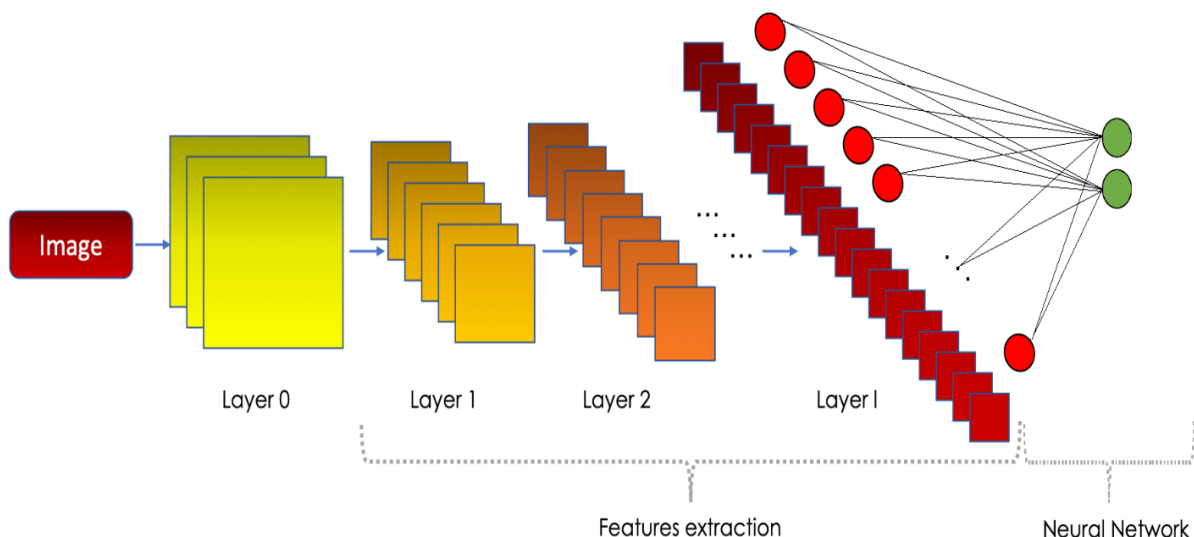 Image
Layer 0
Layer 1
Layer 2
...
...
...
Layer l
Features extraction
Neural Network